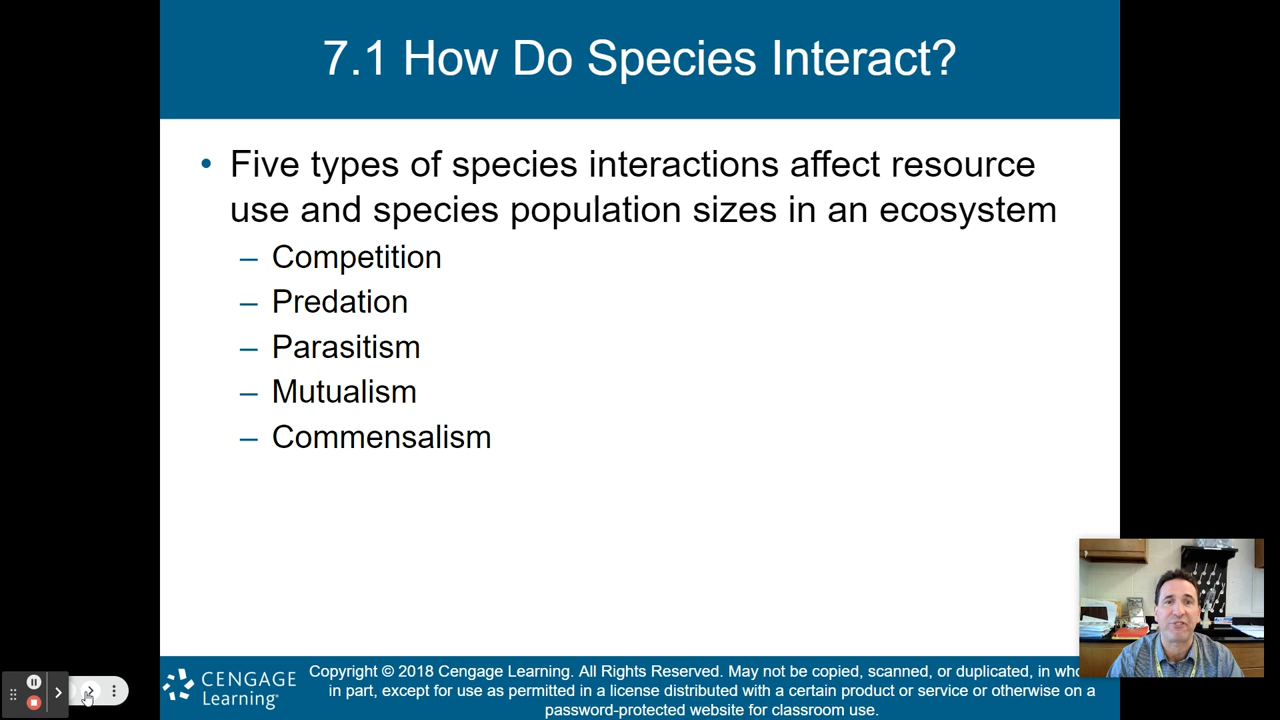 7.1 How Do Species Interact?
• Five types of species interactions affect resource
use and species population sizes in an ecosystem
– Competition
– Predation
– Parasitism
– Mutualism
– Commensalism
CENGAGE
Learning
Copyright © 2018 Cengage Learning. All Rights Reserved. May not be copied, scanned, or duplicated, in
in part, except for use as permitted in a license distributed with a certain product or service or otherwise on a
password-protected website for classroom use.